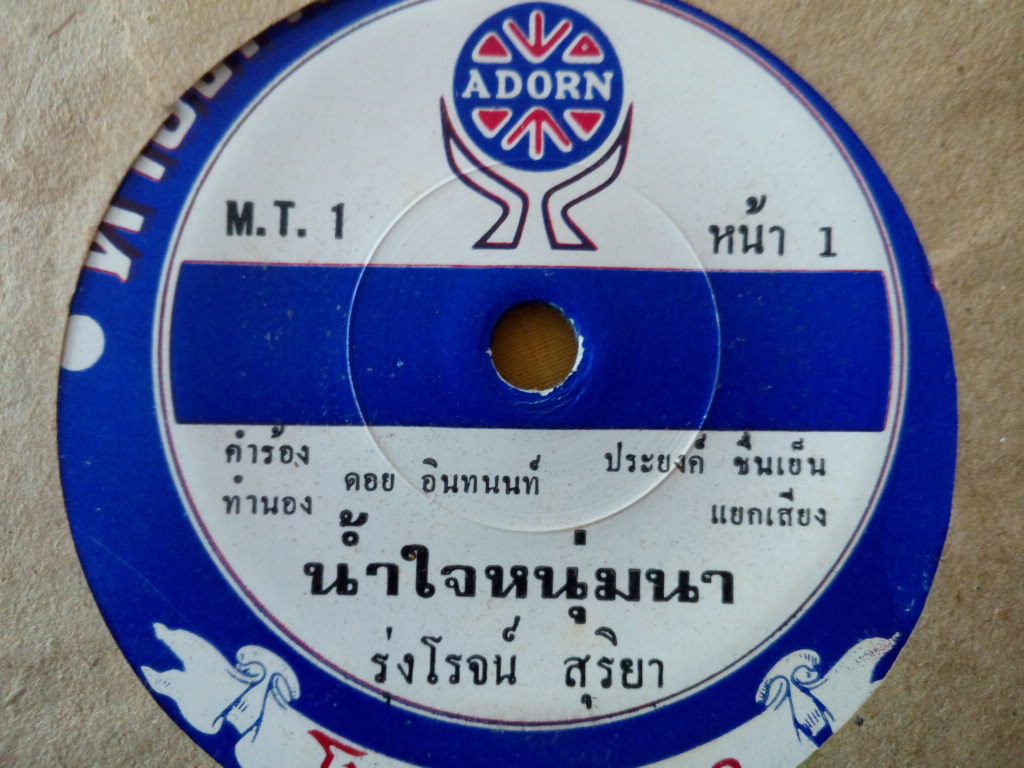 ADORN
M.T. 1
หน้า 1
คำร้อง
ทำนอง
ดอย อินทนนท์
ประยงค์ ชื่นเย็น
แยกเสียง
น้ำใจหนุ่มนา
รุ่งโรจน์ สุริยา